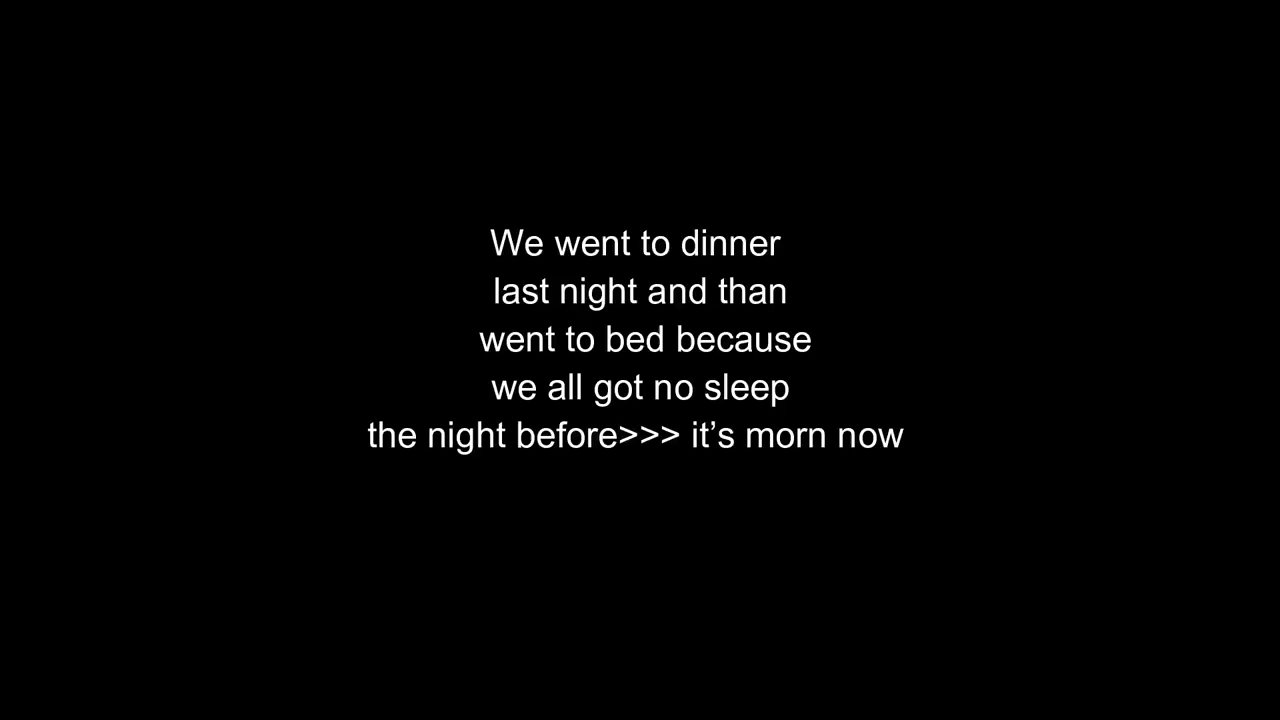 We went to dinner
last night and than
went to bed because
we all got no sleep
the night before>>> it’s morn now